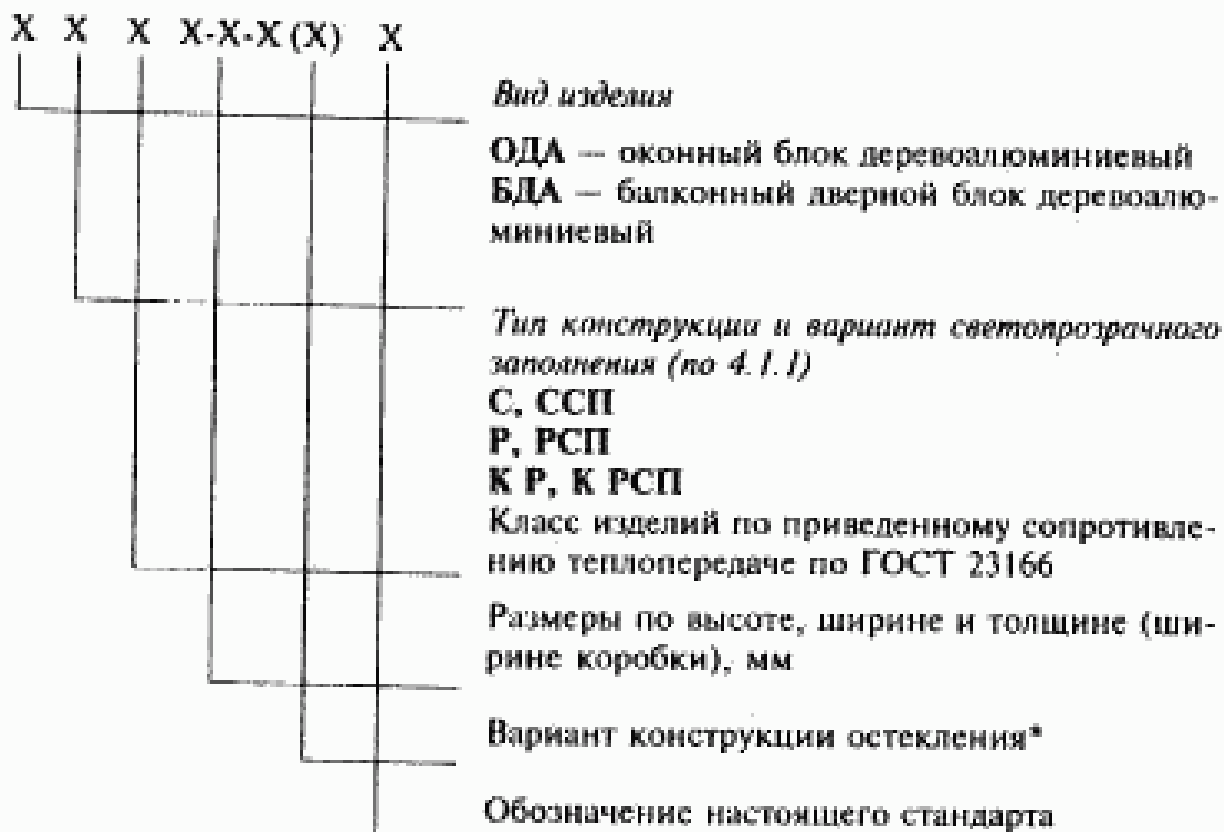 X X X X-X-X (X) X
Вид изделия
ОДА — оконный блок деревоалюминиевый
БДА — балконный дверной блок деревоалю-
миниевый
Тип конструкции и вариант светопрозрачного
заполнения (по 4.1.1)
С, ССП
Р, РСП
К Р, К РСП
Класс изделий по приведенному сопротивле-
нию теплопередаче по ГОСТ 23166
Размеры по высоте, ширине и толщине (ши-
рине коробки), мм
Вариант конструкции остекления*
Обозначение настоящего стандарта